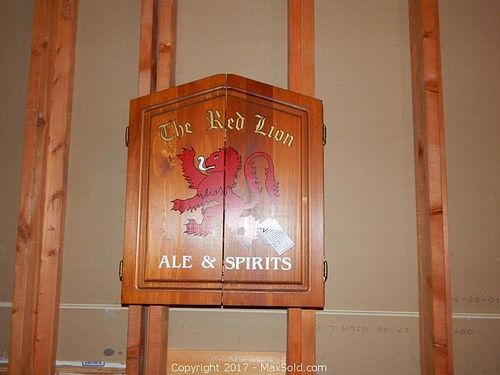 The Red Lion
ALE & SPIRITS
Copyright 2017 - MaxSold.com